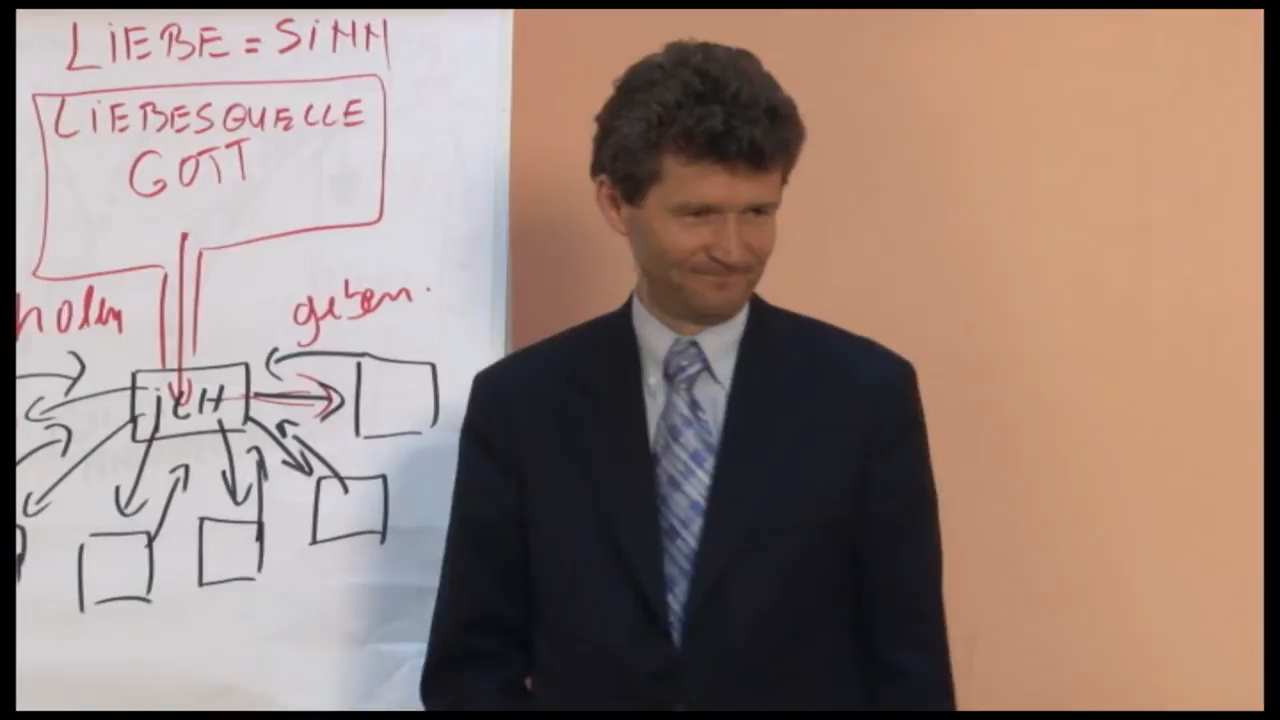 LiEBE = SiNN
LiEBESQUELLE
GOTT
holen
geben.
iCH